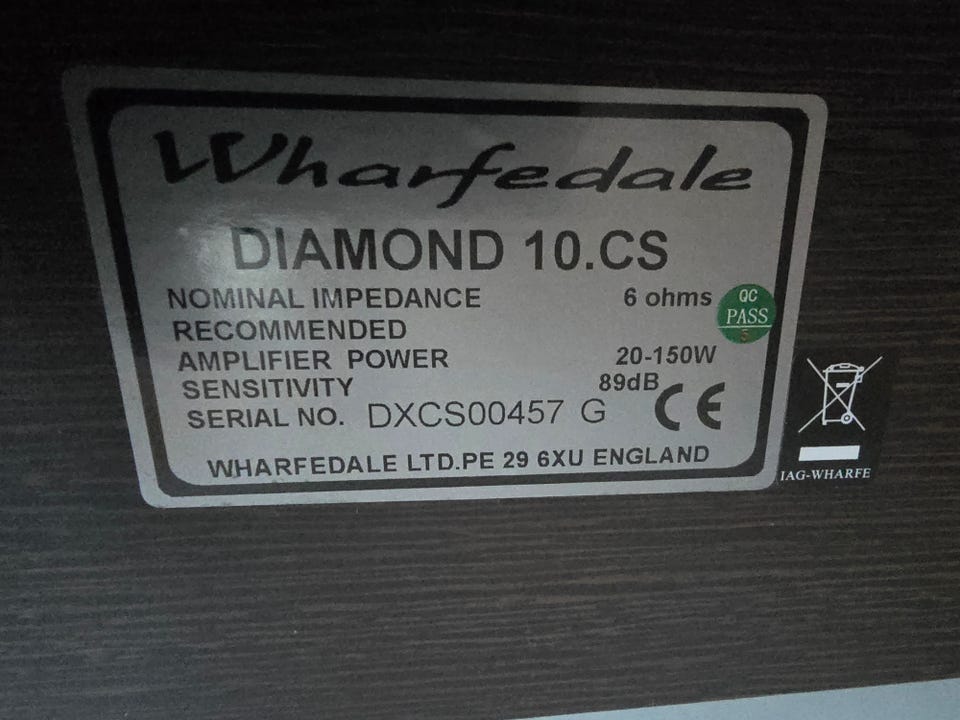 Wharfedale
DIAMOND 10.CS
NOMINAL IMPEDANCE 6 ohms
RECOMMENDED
AMPLIFIER POWER 20-150W
SENSITIVITY 89dB
SERIAL NO. DXCS00457 G
CE
WHARFEDALE LTD.PE 29 6XU ENGLAND
QC
PASS
5
IAG-WHARFE